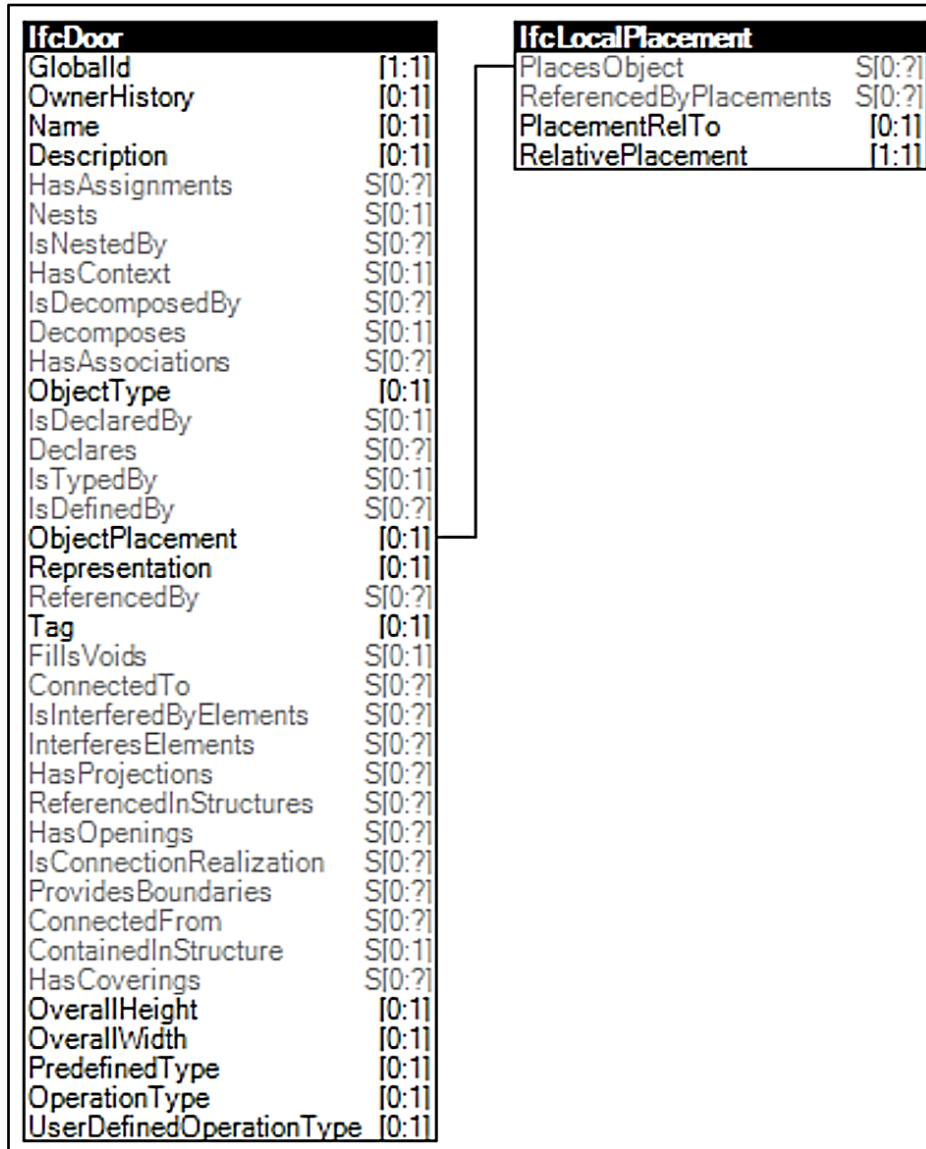 IfcDoor
GlobalId [1:1]
OwnerHistory [0:1]
Name [0:1]
Description [0:1]
HasAssignments S[0:?]
Nests S[0:1]
IsNestedBy S[0:?]
HasContext S[0:1]
IsDecomposedBy S[0:?]
Decomposes S[0:1]
HasAssociations S[0:?]
ObjectType [0:1]
IsDeclaredBy S[0:1]
Declares S[0:?]
IsTypedBy S[0:1]
IsDefinedBy S[0:?]
ObjectPlacement [0:1]
Representation [0:1]
ReferencedBy S[0:?]
Tag [0:1]
FillsVoids S[0:1]
ConnectedTo S[0:?]
IsInterferedByElements S[0:?]
InterferesElements S[0:?]
HasProjections S[0:?]
ReferencedInStructures S[0:?]
HasOpenings S[0:?]
IsConnectionRealization S[0:?]
ProvidesBoundaries S[0:?]
ConnectedFrom S[0:?]
ContainedInStructure S[0:1]
HasCoverings S[0:?]
OverallHeight [0:1]
OverallWidth [0:1]
PredefinedType [0:1]
OperationType [0:1]
UserDefinedOperationType [0:1]
IfcLocalPlacement
PlacesObject S[0:?]
ReferencedByPlacements S[0:?]
PlacementRelTo [0:1]
RelativePlacement [1:1]